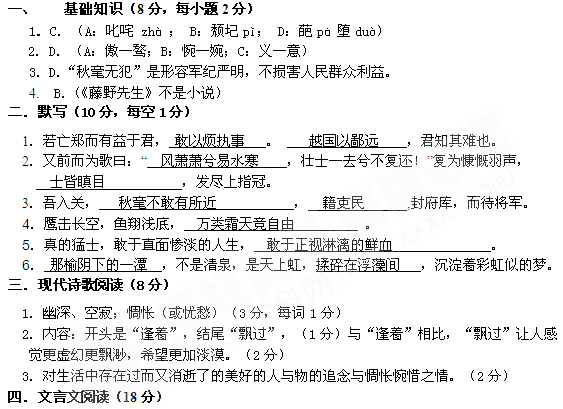 一、 基础知识（8 分，每小题 2 分）
1. C. （A：叱咤 zhà ； B：颓圮 pì； D：葩 pā 堕 duò）
2. D. （A：傲一骜；B：惋一婉；C：义一意）
3. D.“秋毫无犯”是形容军纪严明，不损害人民群众利益。
4. B.（《藤野先生》不是小说）
二．默写（10 分，每空 1 分）
1. 若亡郑而有益于君， 敢以烦执事 。 越国以鄙远 ，君知其难也。
2. 又前而为歌曰：“ 风萧萧兮易水寒 ，壮士一去兮不复还！”复为慷慨羽声，
士皆瞋目 ，发尽上指冠。
3. 吾入关， 秋毫不敢有所近 ， 籍吏民 ，封府库，而待将军。
4. 鹰击长空，鱼翔浅底， 万类霜天竞自由 。
5. 真的猛士，敢于直面惨淡的人生， 敢于正视淋漓的鲜血 。
6. 那榆阴下的一潭 ，不是清泉，是天上虹，揉碎在浮藻间 ，沉淀着彩虹似的梦。
三．现代诗歌阅读（8 分）
1. 幽深、空寂；惆怅（或忧愁）（3 分，每词 1 分）
2. 内容：开头是“逢着”，结尾“飘过”，（1 分）与“逢着”相比，“飘过”让人感
觉更虚幻更飘渺，希望更加淡漠。（2 分）
3. 对生活中存在过而又消逝了的美好的人与物的追念与惆怅惋惜之情。（2 分）
四．文言文阅读（18 分）